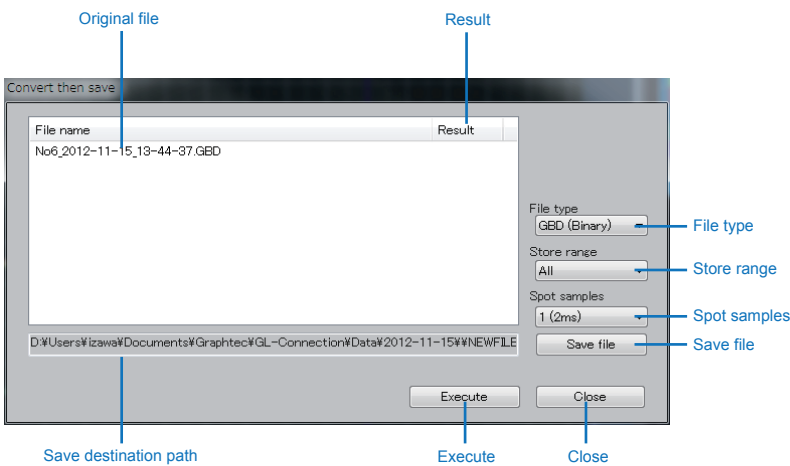 Original file
Result
Convert then save
File name
Result
No6_2012-11-15_13-44-37.GBD
File type
GBD (Binary)
File type
Store range
All
Store range
Spot samples
1 (2ms)
Spot samples
D:¥Users¥izawa¥Documents¥Graphtec¥GL-Connection¥Data¥2012-11-15¥¥NEWFILE
Save file
Save file
Execute
Close
Save destination path
Execute
Close